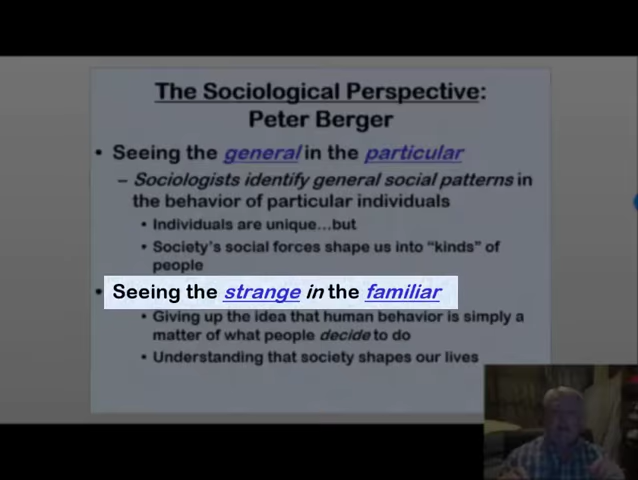 The Sociological Perspective:
Peter Berger
• Seeing the general in the particular
– Sociologists identify general social patterns in
the behavior of particular individuals
• Individuals are unique...but
• Society's social forces shape us into “kinds” of
people
• Seeing the strange in the familiar
• Giving up the idea that human behavior is simply a
matter of what people decide to do
• Understanding that society shapes our lives